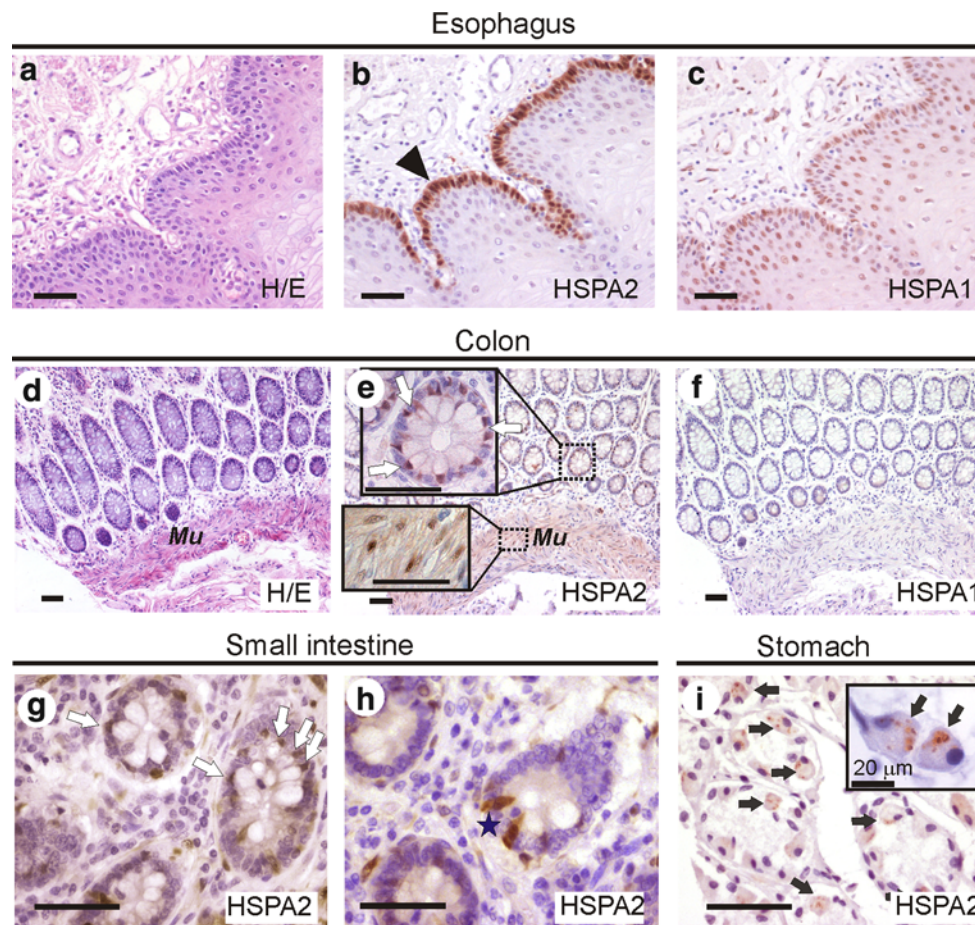 Esophagus
a
b
c
H/E
HSPA2
HSPA1
Colon
d
e
f
Mu
Mu
H/E
HSPA2
HSPA1
Small intestine
Stomach
g
h
i
20 μm
HSPA2
HSPA2
HSPA2